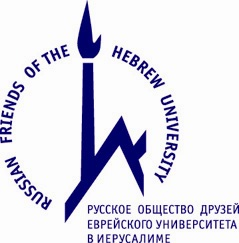 RUSSIAN FRIENDS OF THE HEBREW UNIVERSITY
РУССКОЕ ОБЩЕСТВО ДРУЗЕЙ
ЕВРЕЙСКОГО УНИВЕРСИТЕТА
В ИЕРУСАЛИМЕ